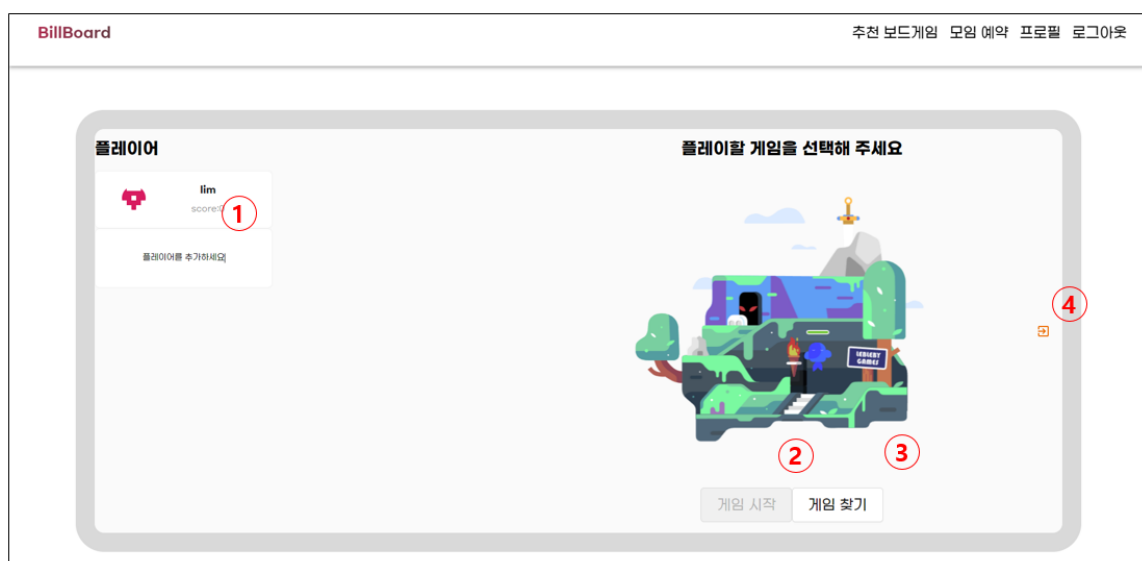 BillBoard
추천 보드게임 모임 예약 프로필 로그아웃
플레이어
플레이할 게임을 선택해 주세요
lim
score:
1
플레이어를 추가하세요
4
LEDLEBY
GAMES
2
3
게임 시작 게임 찾기